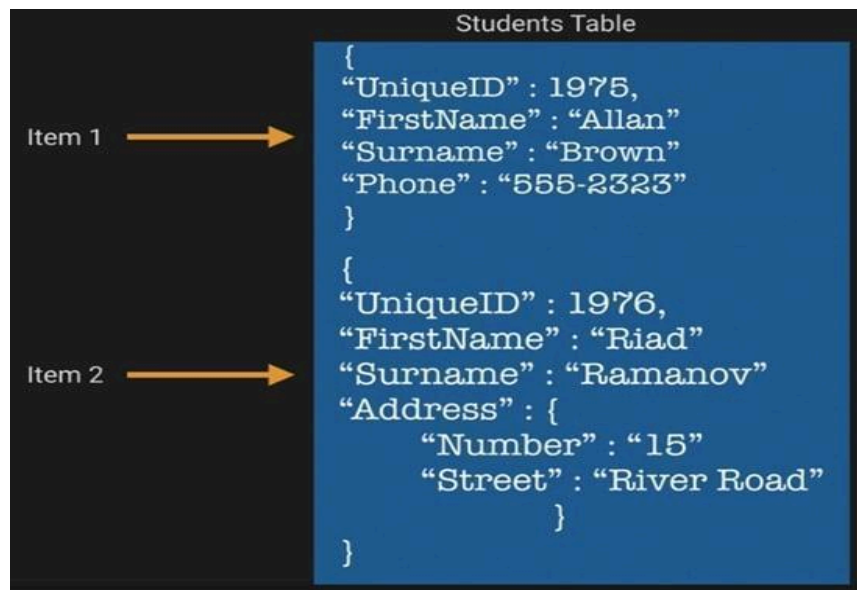 Students Table
{
“UniqueID” : 1975,
“FirstName” : “Allan”
Item 1
“Surname” : “Brown”
“Phone” : “555-2323”
}
{
“UniqueID” : 1976,
“FirstName” : “Riad”
Item 2
“Surname” : “Ramanov”
“Address” : {
“Number” : “15”
“Street” : “River Road”
}
}